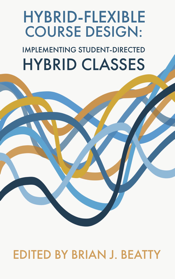 HYBRID-FLEXIBLE
COURSE DESIGN:
IMPLEMENTING STUDENT-DIRECTED
HYBRID CLASSES
EDITED BY BRIAN J. BEATTY